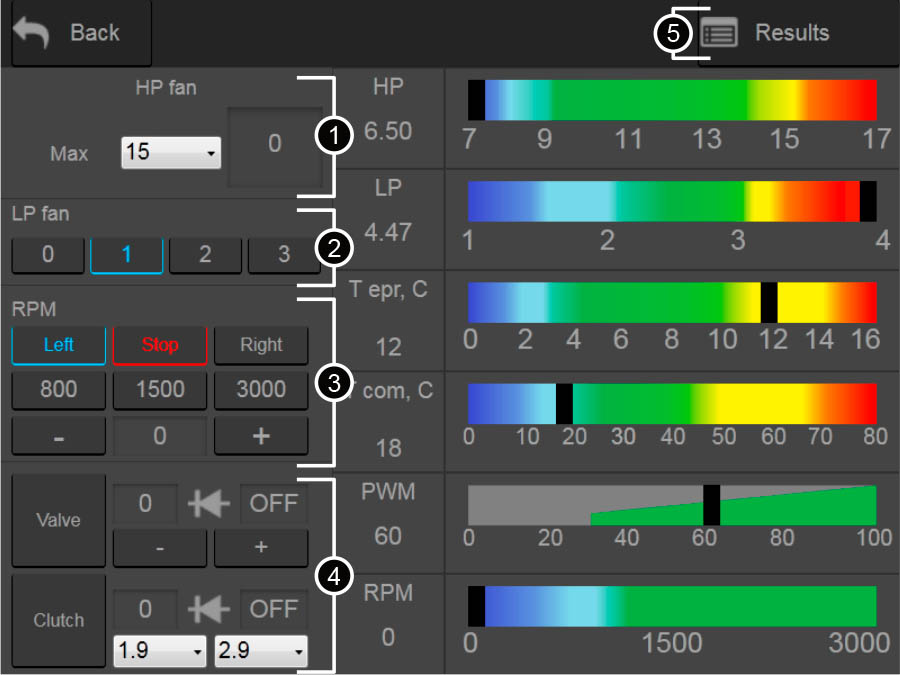 Back
5
Results
HP fan
Max
15
0
1
LP fan
0
1
2
3
2
RPM
Left
Stop
Right
800
1500
3000
-
0
+
3
Valve
0
OFF
-
+
Clutch
0
OFF
1.9
2.9
4
HP
6.50
7 9 11 13 15 17
LP
4.47
1 2 3 4
T epr, C
12
0 2 4 6 8 10 12 14 16
com, C
18
0 10 20 30 40 50 60 70 80
PWM
60
0 20 40 60 80 100
RPM
0
0 1500 3000